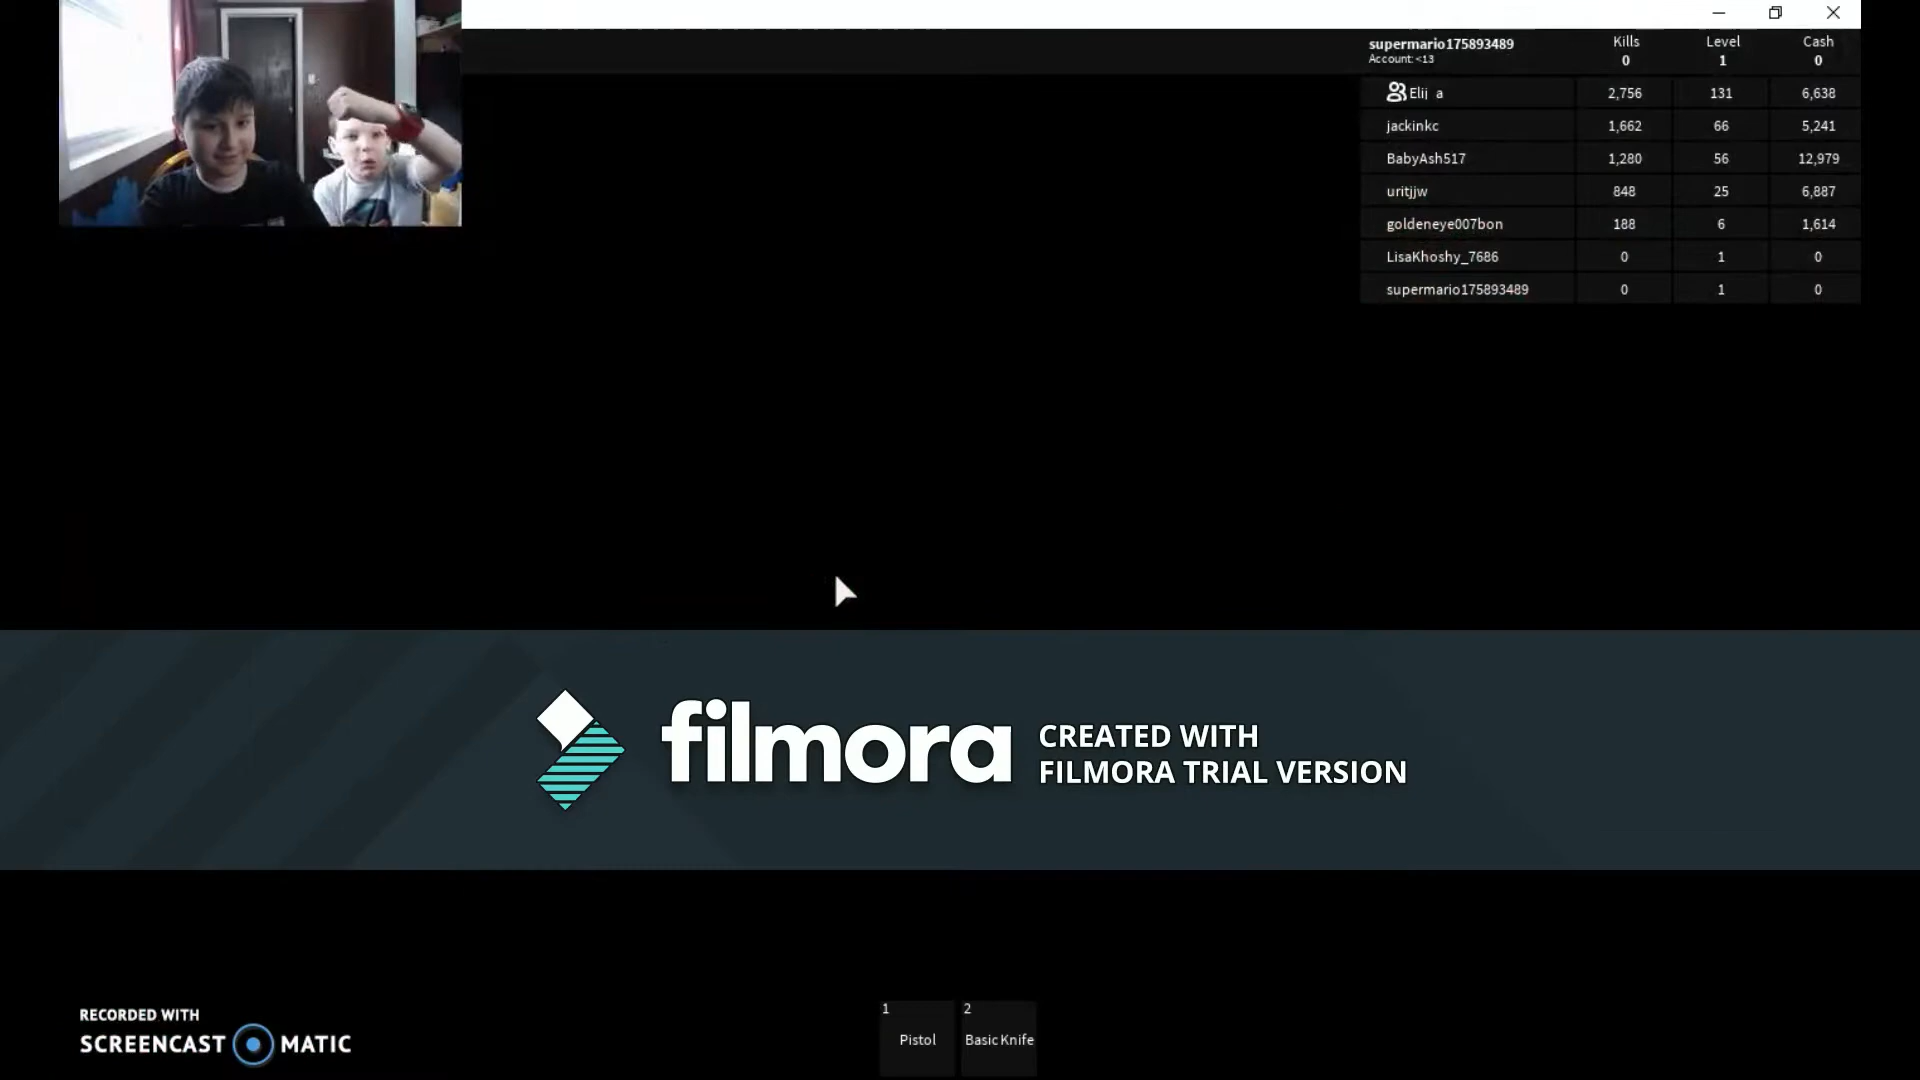 supermario175893489 Kills Level Cash
Account: <13 0 1 0
Elij_a 2,756 131 6,638
jackinkc 1,662 66 5,241
BabyAsh517 1,280 56 12,979
uritjjw 848 25 6,887
goldeneye007bon 188 6 1,614
LisaKhoshy_7686 0 1 0
supermario175893489 0 1 0
filmora CREATED WITH
FILMORA TRIAL VERSION
RECORDED WITH
SCREENCAST MATIC
1 2
Pistol Basic Knife